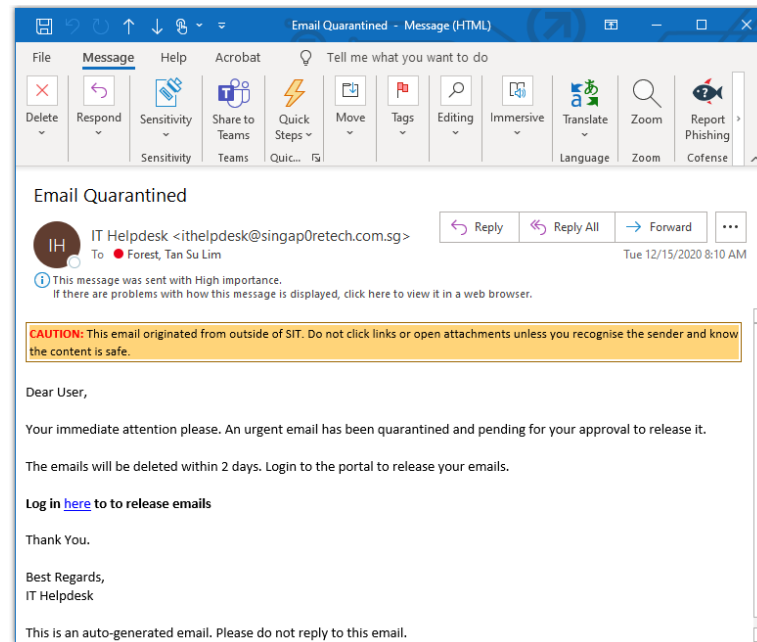 Email Quarantined - Message (HTML)
File Message Help Acrobat Tell me what you want to do
Delete Respond Sensitivity Share to Teams Quick Steps Move Tags Editing Immersive Translate Zoom Report Phishing
Sensitivity Teams Quic... Language Zoom Cofense
Email Quarantined
IH
IT Helpdesk <ithelpdesk@singap0retech.com.sg>
Reply Reply All Forward ...
To Forest, Tan Su Lim
Tue 12/15/2020 8:10 AM
This message was sent with High importance.
If there are problems with how this message is displayed, click here to view it in a web browser.
CAUTION: This email originated from outside of SIT. Do not click links or open attachments unless you recognise the sender and know
the content is safe.
Dear User,
Your immediate attention please. An urgent email has been quarantined and pending for your approval to release it.
The emails will be deleted within 2 days. Login to the portal to release your emails.
Log in here to to release emails
Thank You.
Best Regards,
IT Helpdesk
This is an auto-generated email. Please do not reply to this email.